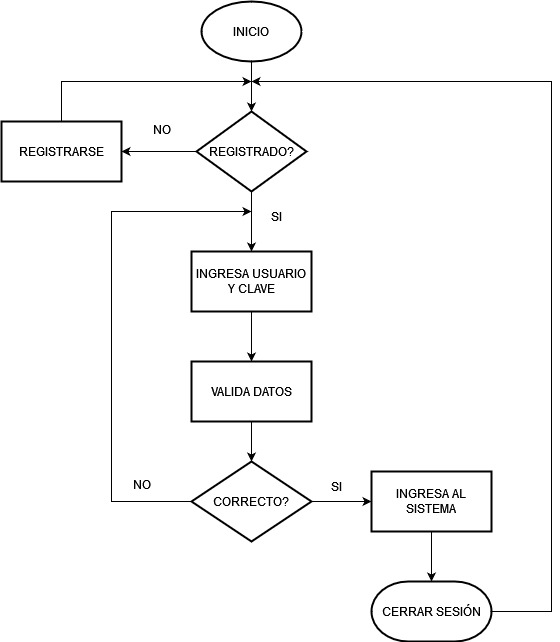 INICIO
NO
REGISTRARSE
REGISTRADO?
SI
INGRESA USUARIO
Y CLAVE
VALIDA DATOS
NO
CORRECTO?
SI
INGRESA AL
SISTEMA
CERRAR SESIÓN